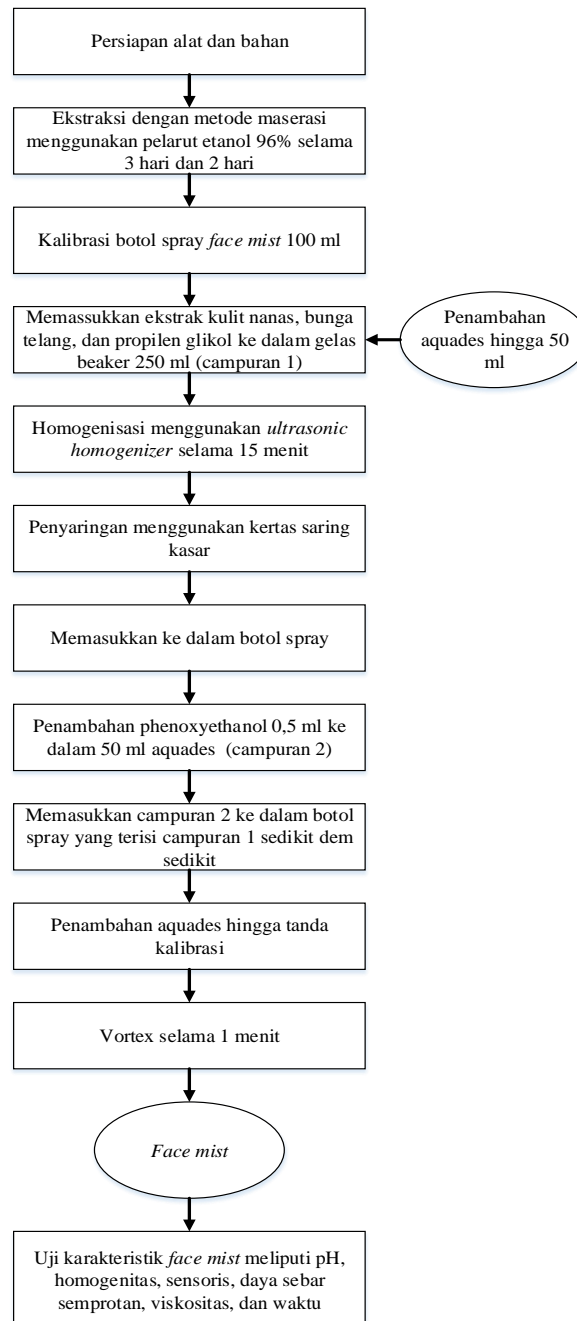 Persiapan alat dan bahan
Ekstraksi dengan metode maserasi
menggunakan pelarut etanol 96% selama
3 hari dan 2 hari
Kalibrasi botol spray face mist 100 ml
Memassukkan ekstrak kulit nanas, bunga
telang, dan propilen glikol ke dalam gelas
beaker 250 ml (campuran 1)
Penambahan
aquades hingga 50
ml
Homogenisasi menggunakan ultrasonic
homogenizer selama 15 menit
Penyaringan menggunakan kertas saring
kasar
Memasukkan ke dalam botol spray
Penambahan phenoxyethanol 0,5 ml ke
dalam 50 ml aquades (campuran 2)
Memasukkan campuran 2 ke dalam botol
spray yang terisi campuran 1 sedikit dem
sedikit
Penambahan aquades hingga tanda
kalibrasi
Vortex selama 1 menit
Face mist
Uji karakteristik face mist meliputi pH,
homogenitas, sensoris, daya sebar
semprotan, viskositas, dan waktu